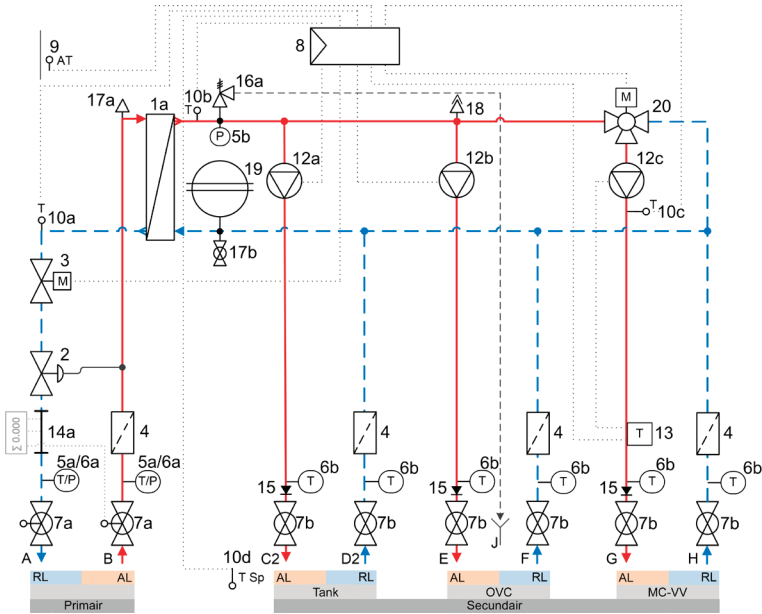 9
AT
8
17a
1a
10b
T
16a
P
5b
18
M
20
19
12a
12b
12c
T
10a
T
10c
17b
3
M
2
Σ 0.000
14a
4
4
4
T
13
4
5a/6a
T/P
5a/6a
T/P
15
6b
T
6b
T
15
6b
T
6b
T
15
6b
T
6b
T
7a
7a
7b
7b
7b
7b
7b
7b
J
A
B
10d
T Sp
C2
D2
E
F
G
H
RL
AL
AL
RL
AL
RL
AL
RL
Primair
Tank
OVC
MC-VV
Secundair